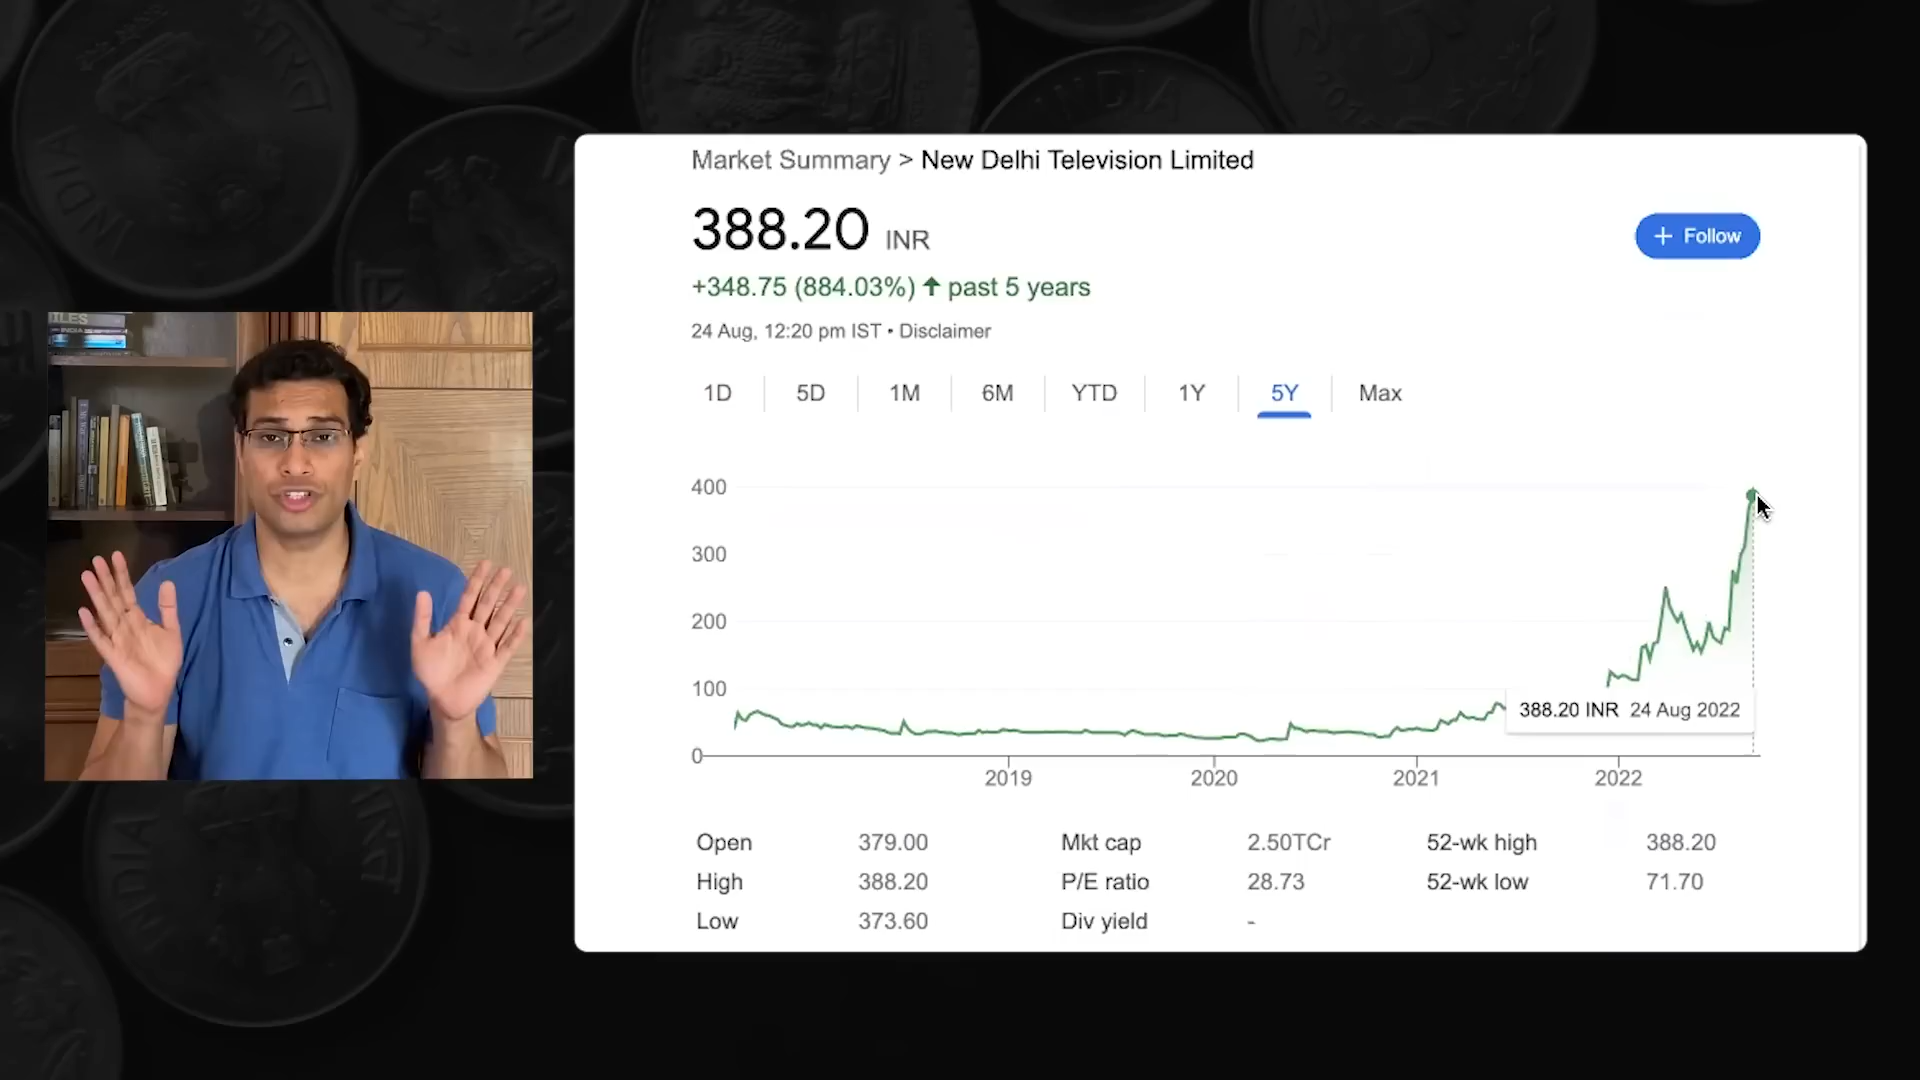 Market Summary > New Delhi Television Limited
388.20 INR
+ Follow
+348.75 (884.03%) ↑ past 5 years
24 Aug, 12:20 pm IST • Disclaimer
1D 5D 1M 6M YTD 1Y 5Y Max
400
300
200
100
388.20 INR 24 Aug 2022
0
2019 2020 2021 2022
Open 379.00 Mkt cap 2.50TCr 52-wk high 388.20
High 388.20 P/E ratio 28.73 52-wk low 71.70
Low 373.60 Div yield -
INDIA
INDIA
INDIA